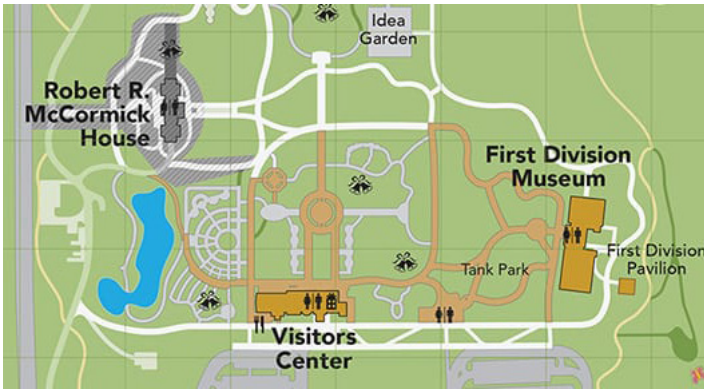 Idea
Garden
Robert R.
McCormick
House
First Division
Museum
First Division
Pavilion
Tank Park
Visitors
Center